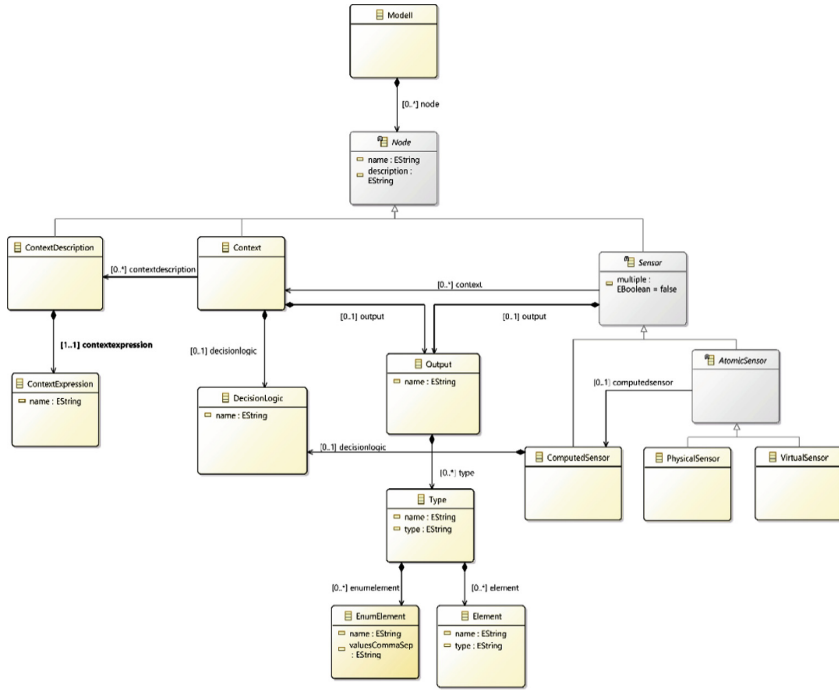 Modell
[0..*] node
Node
name : EString
description :
EString
ContextDescription
Context
Sensor
multiple :
EBoolean = false
[0..*] contextdescription
[0..*] context
[0..1] output
[0..1] output
[1..1] contextexpression
[0..1] decisionlogic
Output
name : EString
AtomicSensor
ContextExpression
name : EString
[0..1] computedsensor
DecisionLogic
name : EString
[0..1] decisionlogic
ComputedSensor
PhysicalSensor
VirtualSensor
[0..*] type
Type
name : EString
type : EString
[0..*] enumelement
[0..*] element
EnumElement
name : EString
valuesCommaSep
: EString
Element
name : EString
type : EString